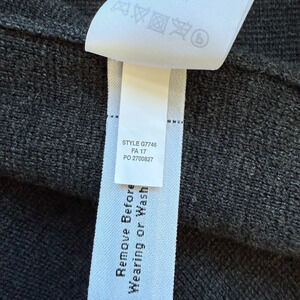 STYLE G7746
FA 17
PO 2700827
Remove Before
Wearing or Wash